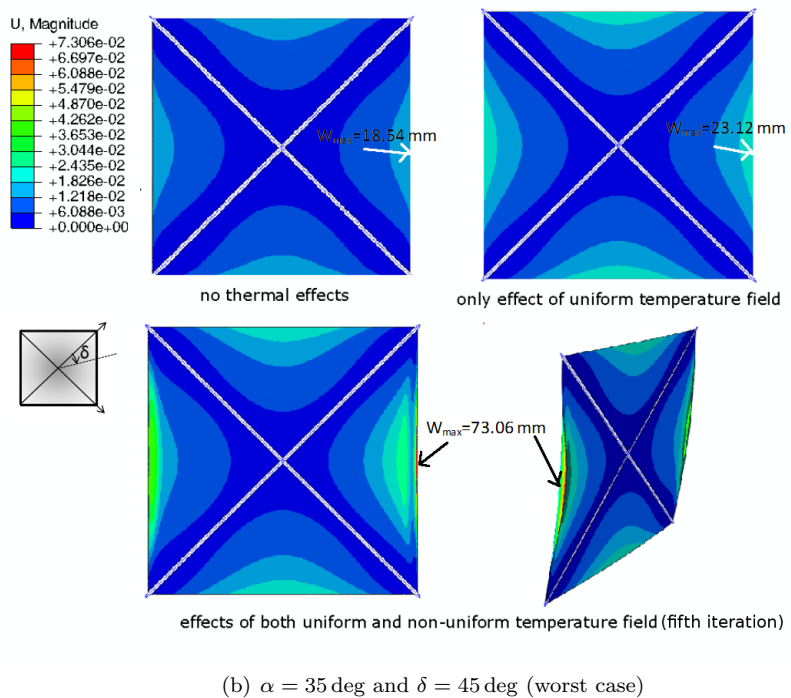 U, Magnitude
+7.306e-02
+6.697e-02
+6.088e-02
+5.479e-02
+4.870e-02
+4.262e-02
+3.653e-02
+3.044e-02
+2.435e-02
+1.826e-02
+1.218e-02
+6.088e-03
+0.000e+00
Wmax=18.54 mm
Wmax=23.12 mm
no thermal effects
only effect of uniform temperature field
δ
Wmax=73.06 mm
effects of both uniform and non-uniform temperature field (fifth iteration)
(b) α = 35 deg and δ = 45 deg (worst case)